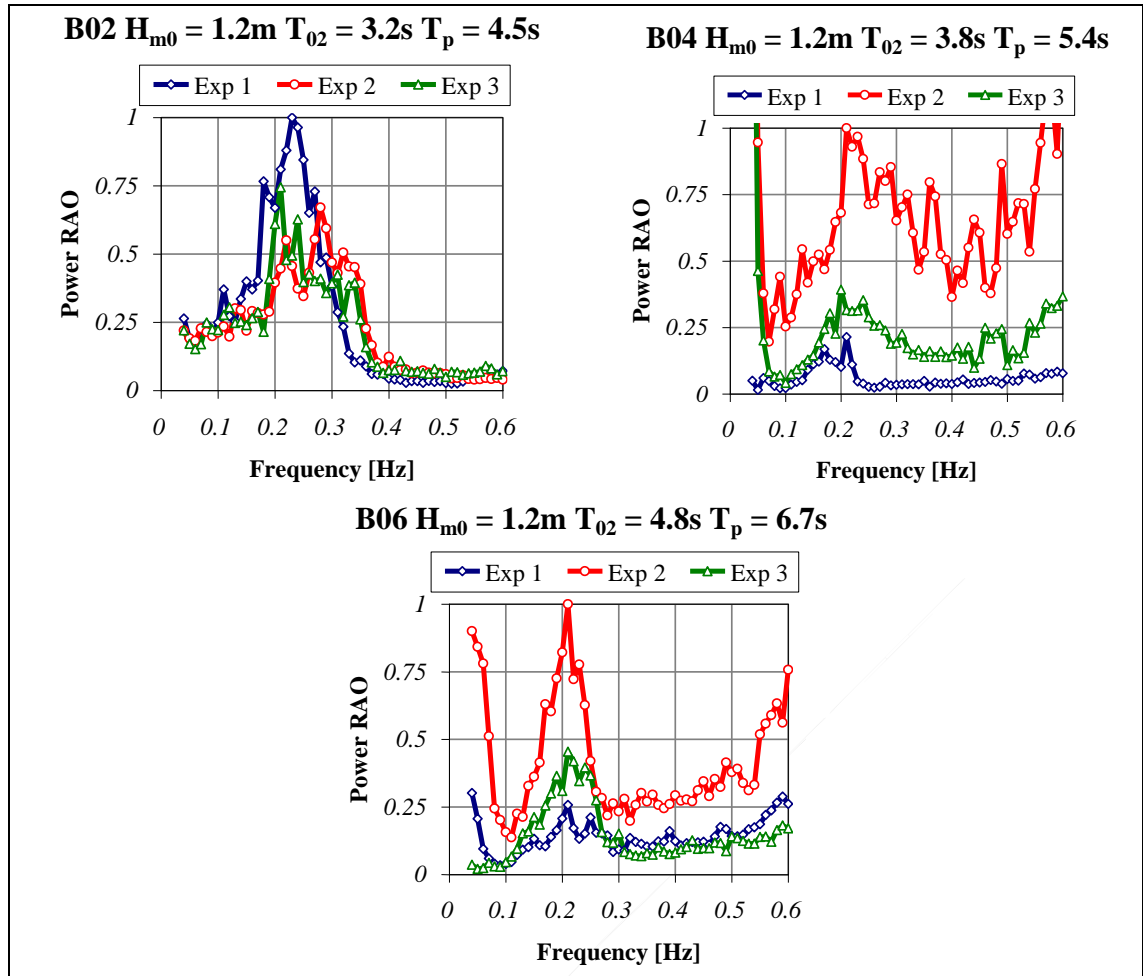 B02 Hm0 = 1.2m T02 = 3.2s Tp = 4.5s
Exp 1 Exp 2 Exp 3
1
0.75
0.5
0.25
0
0 0.1 0.2 0.3 0.4 0.5 0.6
Power RAO
Frequency [Hz]
B04 Hm0 = 1.2m T02 = 3.8s Tp = 5.4s
Exp 1 Exp 2 Exp 3
1
0.75
0.5
0.25
0
0 0.1 0.2 0.3 0.4 0.5 0.6
Power RAO
Frequency [Hz]
B06 Hm0 = 1.2m T02 = 4.8s Tp = 6.7s
Exp 1 Exp 2 Exp 3
1
0.75
0.5
0.25
0
0 0.1 0.2 0.3 0.4 0.5 0.6
Power RAO
Frequency [Hz]